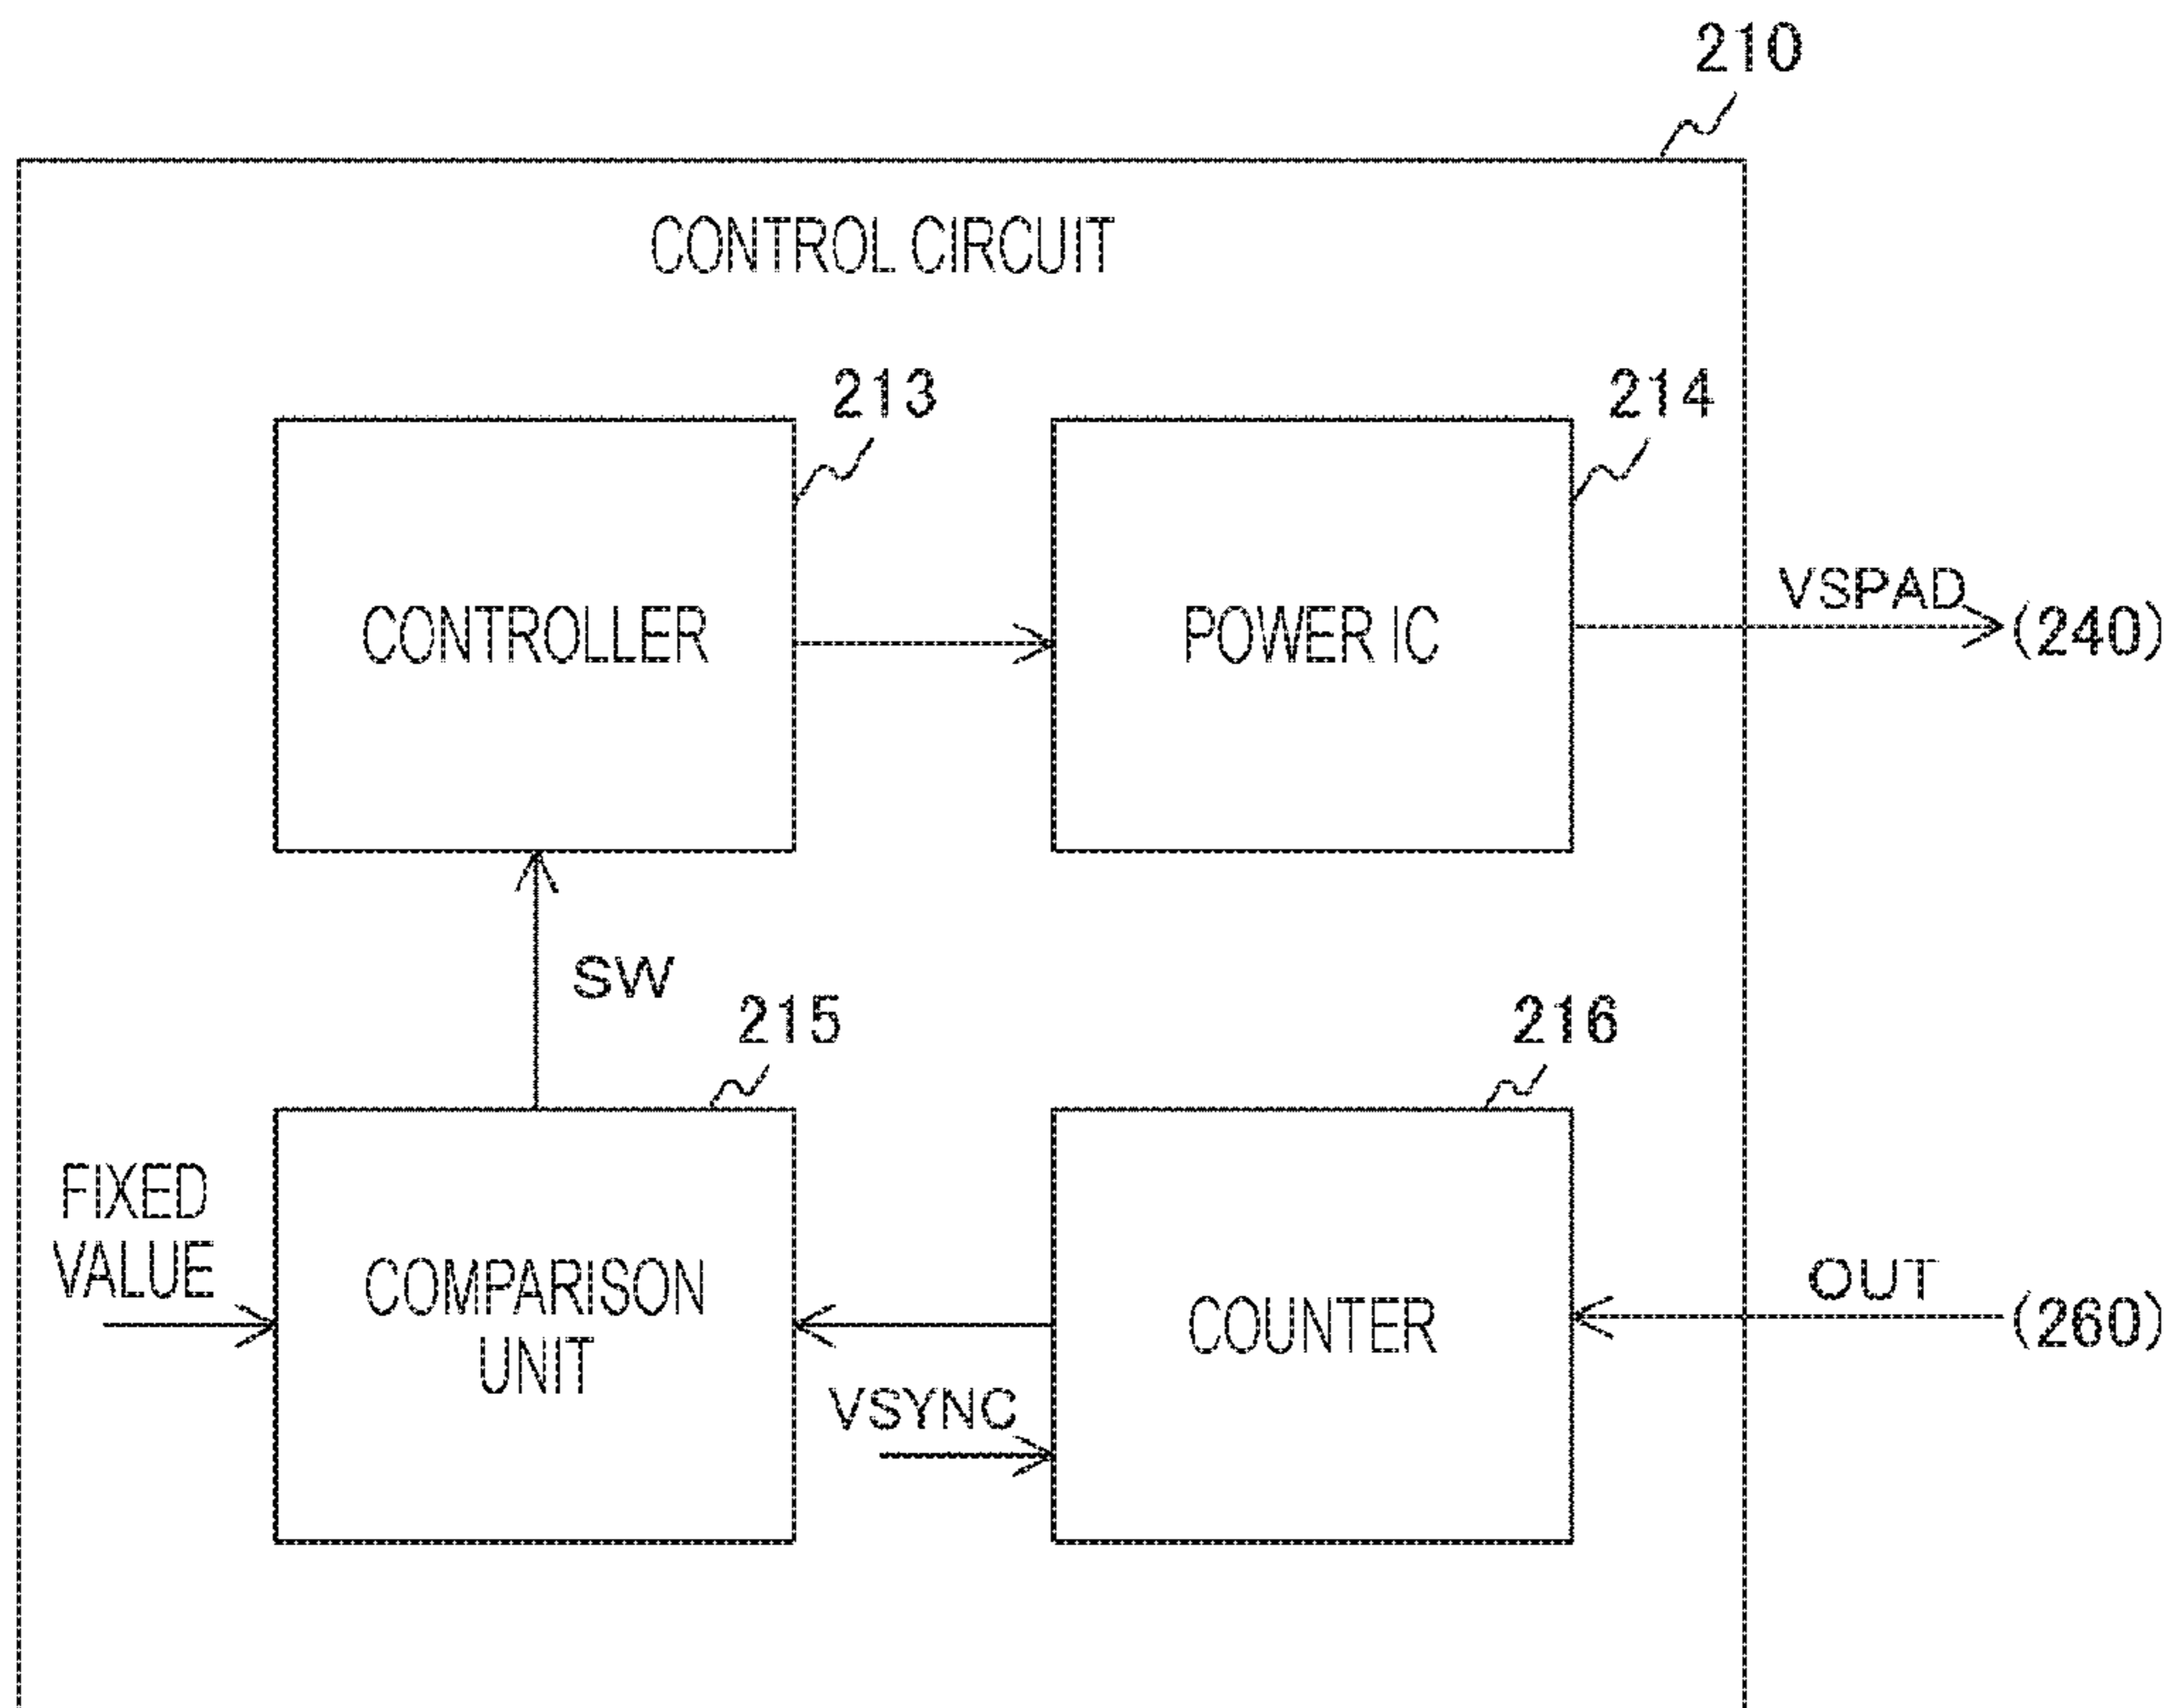 210
CONTROL CIRCUIT
213
214
CONTROLLER
POWER IC
VSPAD
(240)
SW
215
216
FIXED
VALUE
COMPARISON
UNIT
VSYNC
COUNTER
OUT
(260)